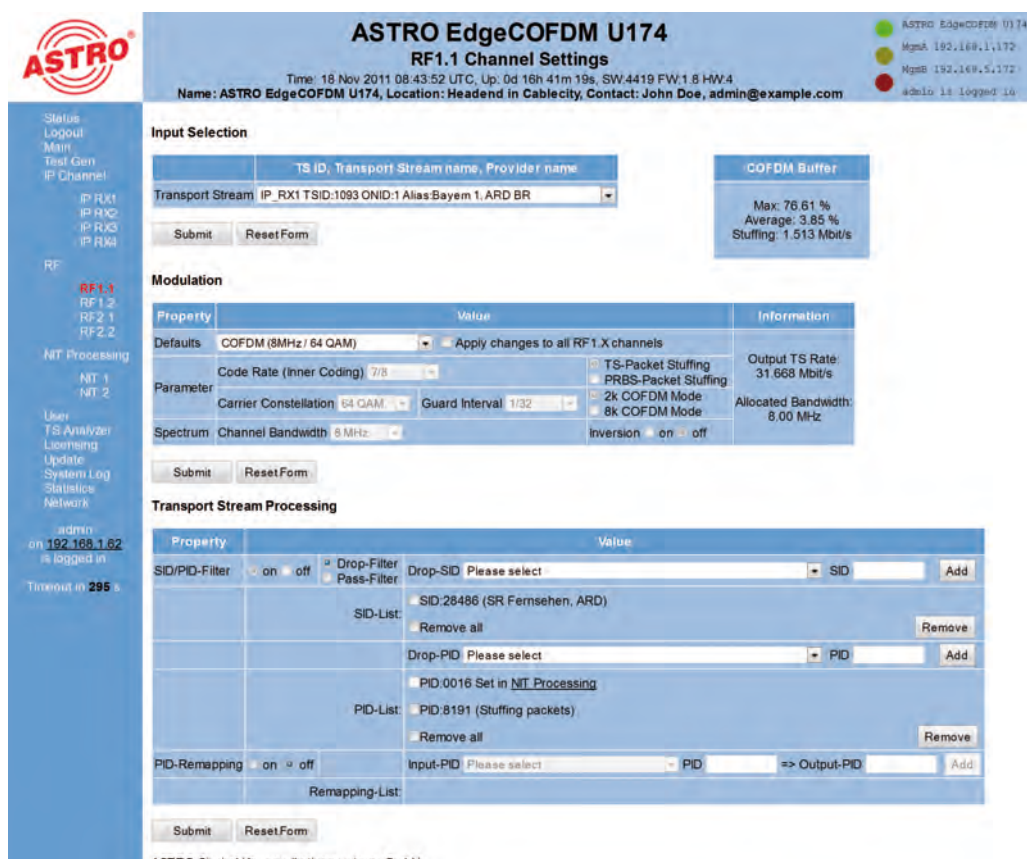 ASTRO
ASTRO EdgeCOFDM U174
RF1.1 Channel Settings
Time: 18 Nov 2011 08:43:52 UTC, Up: 0d 16h 41m 19s, SW:4419 FW:1.8 HW:4
Name: ASTRO EdgeCOFDM U174, Location: Headend in Cablecity, Contact: John Doe, admin@example.com
ASTRO EdgeCOFDM U174
MgmA 192.168.1.172
MgmB 192.168.5.172
admin is logged in
Status
Logout
Main
Test Gen
IP Channel
IP RX1
IP RX2
IP RX3
IP RX4
RF
RF1.1
RF1.2
RF2.1
RF2.2
NIT Processing
NIT 1
NIT 2
User
TS Analyzer
Licensing
Update
System Log
Statistics
Network
admin
on 192.168.1.62
is logged in
Timeout in 295 s
Input Selection
TS ID, Transport Stream name, Provider name
Transport Stream IP_RX1 TSID:1093 ONID:1 Alias:Bayern 1, ARD BR
Submit Reset Form
COFDM Buffer
Max: 76.61 %
Average: 3.85 %
Stuffing: 1.513 Mbit/s
Modulation
Property Value Information
Defaults COFDM (8MHz / 64 QAM) Apply changes to all RF1.X channels
Parameter
Code Rate (Inner Coding) 7/8
TS-Packet Stuffing
PRBS-Packet Stuffing
Carrier Constellation 64 QAM Guard Interval 1/32
2k COFDM Mode
8k COFDM Mode
Spectrum Channel Bandwidth 8 MHz Inversion on off
Output TS Rate:
31.668 Mbit/s
Allocated Bandwidth:
8.00 MHz
Submit Reset Form
Transport Stream Processing
Property Value
SID/PID-Filter on off Drop-Filter
Pass-Filter
Drop-SID Please select SID Add
SID-List:
SID:28486 (SR Fernsehen, ARD)
Remove all Remove
Drop-PID Please select PID Add
PID-List:
PID:0016 Set in NIT Processing
PID:8191 (Stuffing packets)
Remove all Remove
PID-Remapping on off Input-PID Please select PID => Output-PID Add
Remapping-List:
Submit Reset Form